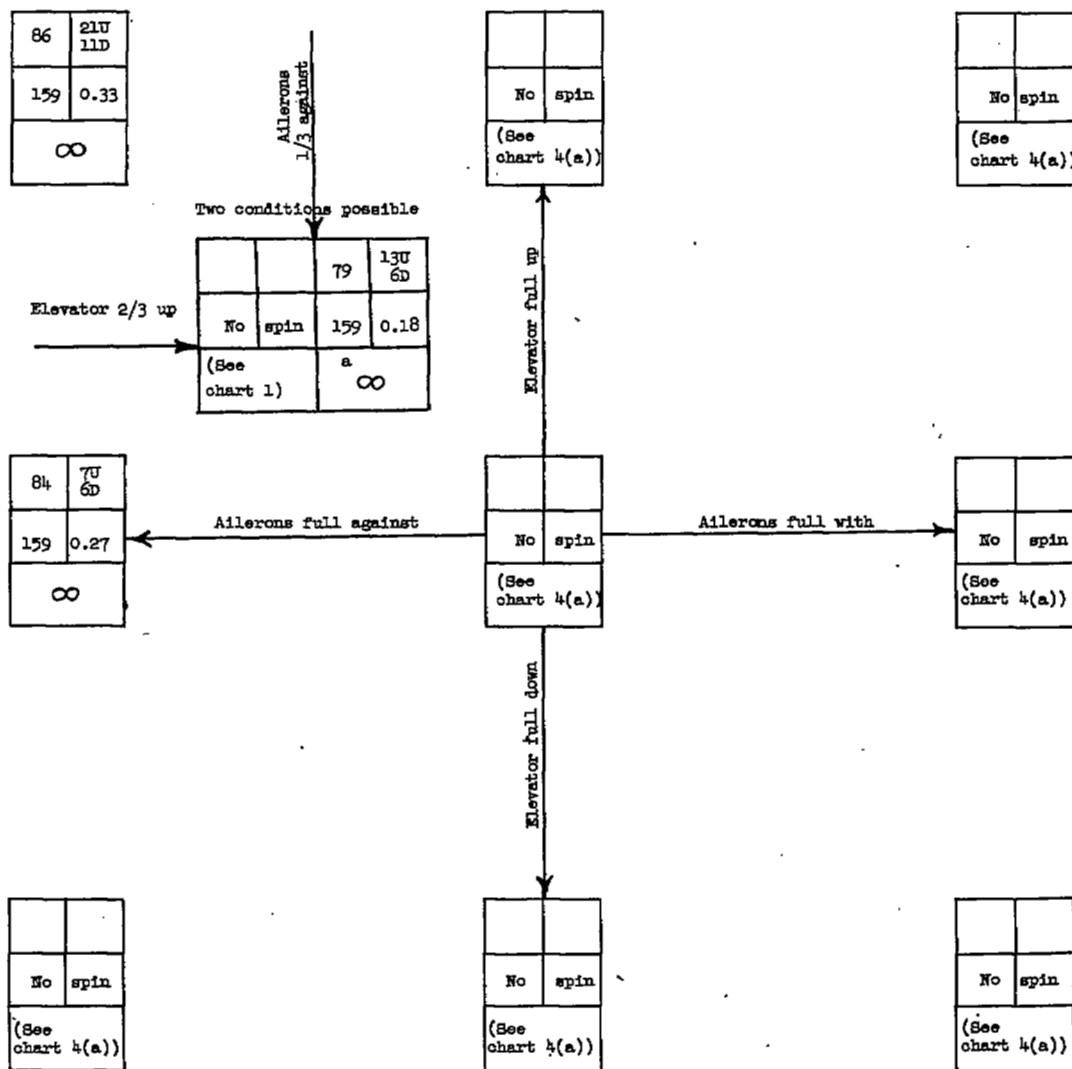 86 21U
11D
159 0.33
∞
Ailerons
1/3 against
No spin
(See
chart 4(a))
No spin
(See
chart 4(a))
Two conditions possible
Elevator 2/3 up
79 13U
6D
No spin 159 0.18
(See
chart 1)
a
∞
Elevator full up
84 7U
6D
159 0.27
∞
Ailerons full against
No spin
(See
chart 4(a))
Ailerons full with
No spin
(See
chart 4(a))
Elevator full down
No spin
(See
chart 4(a))
No spin
(See
chart 4(a))
No spin
(See
chart 4(a))